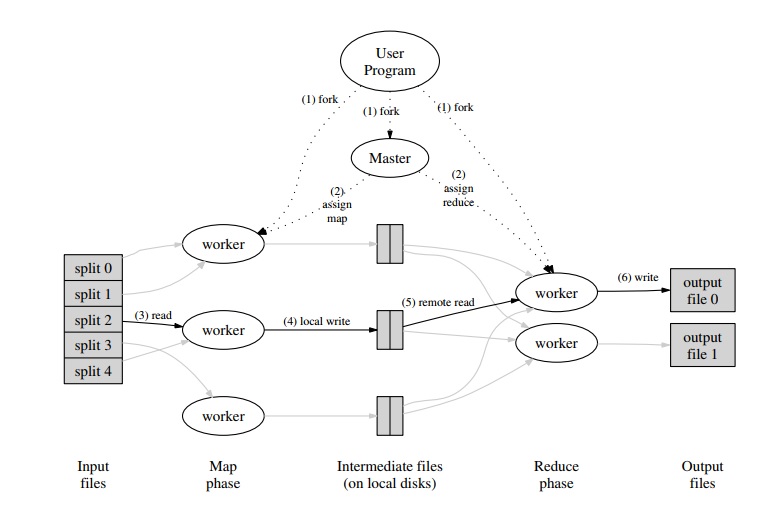 User
Program
(1) fork
(1) fork
(1) fork
Master
(2)
assign
map
(2)
assign
reduce
worker
split 0
split 1
split 2
split 3
split 4
(3) read
worker
(4) local write
(5) remote read
worker
(6) write
output
file 0
worker
output
file 1
worker
Input
files
Map
phase
Intermediate files
(on local disks)
Reduce
phase
Output
files